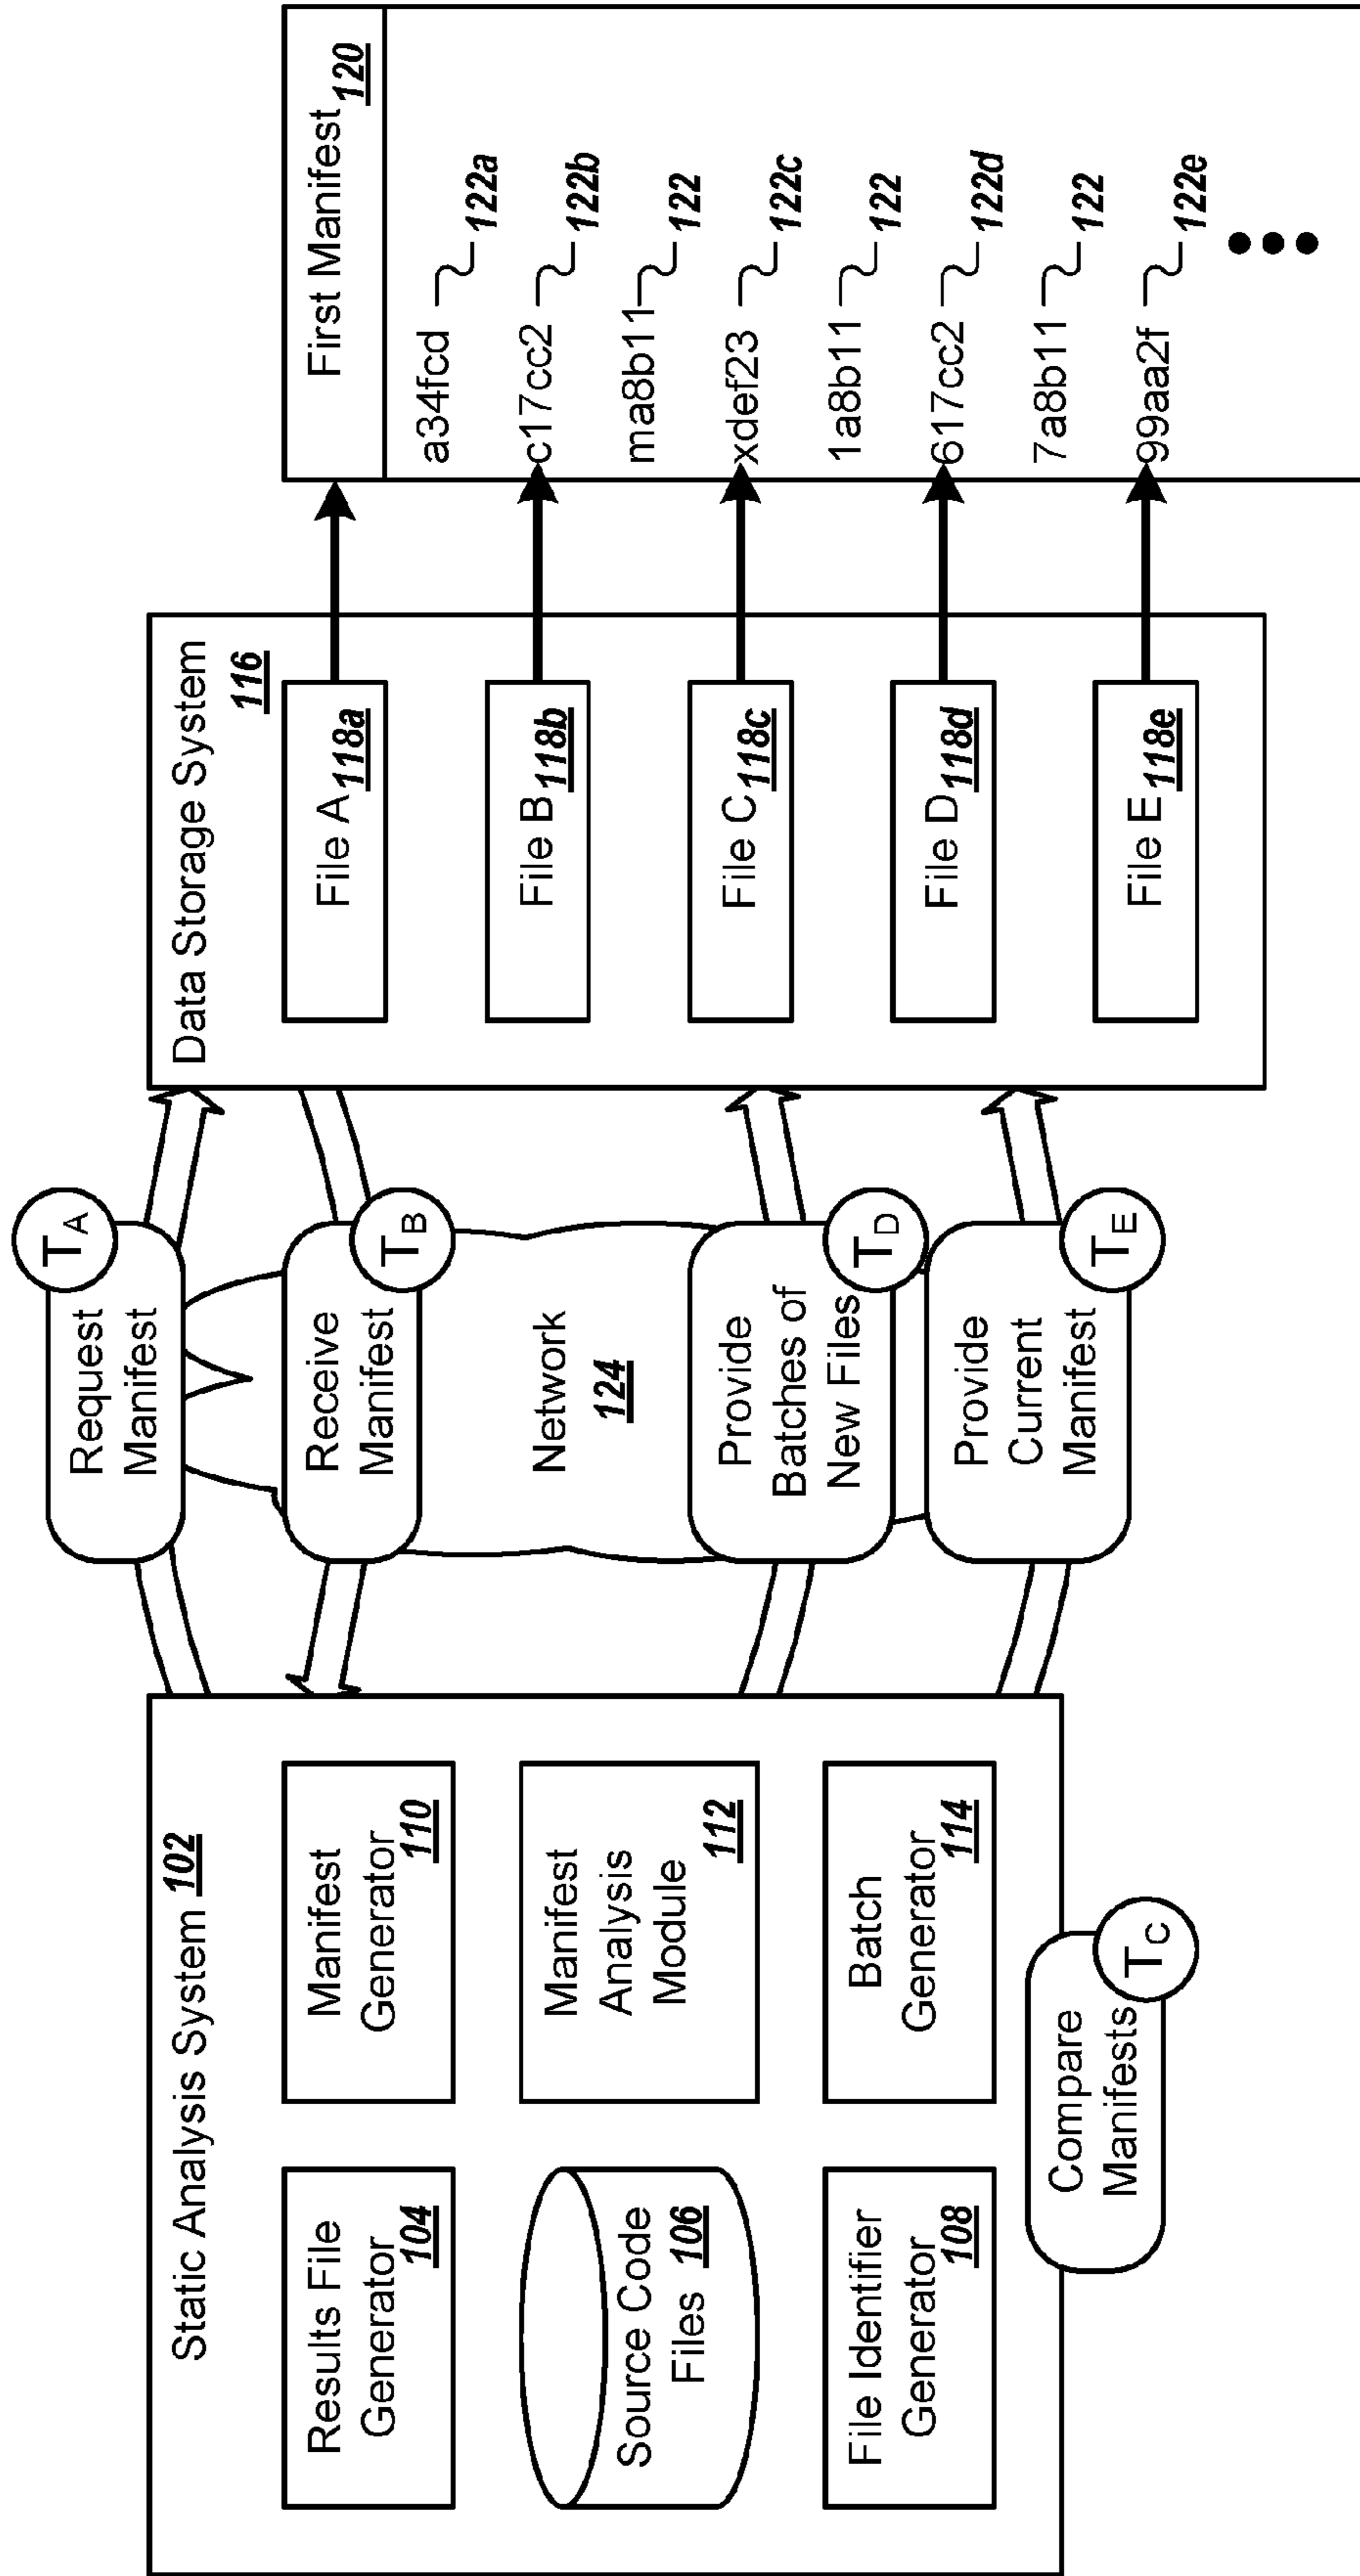 Static Analysis System 102
Results File
Generator 104
Manifest
Generator 110
Source Code
Files 106
Manifest
Analysis
Module
112
File Identifier
Generator 108
Batch
Generator 114
Compare
Manifests
TC
Request
Manifest
TA
Receive
Manifest
TB
Network
124
Provide
Batches of
New Files
TD
Provide
Current
Manifest
TE
Data Storage System
116
File A 118a
File B 118b
File C 118c
File D 118d
File E 118e
First Manifest 120
a34fcd 122a
c17cc2 122b
ma8b11 122
xdef23 122c
1a8b11 122
617cc2 122d
7a8b11 122
99aa2f 122e